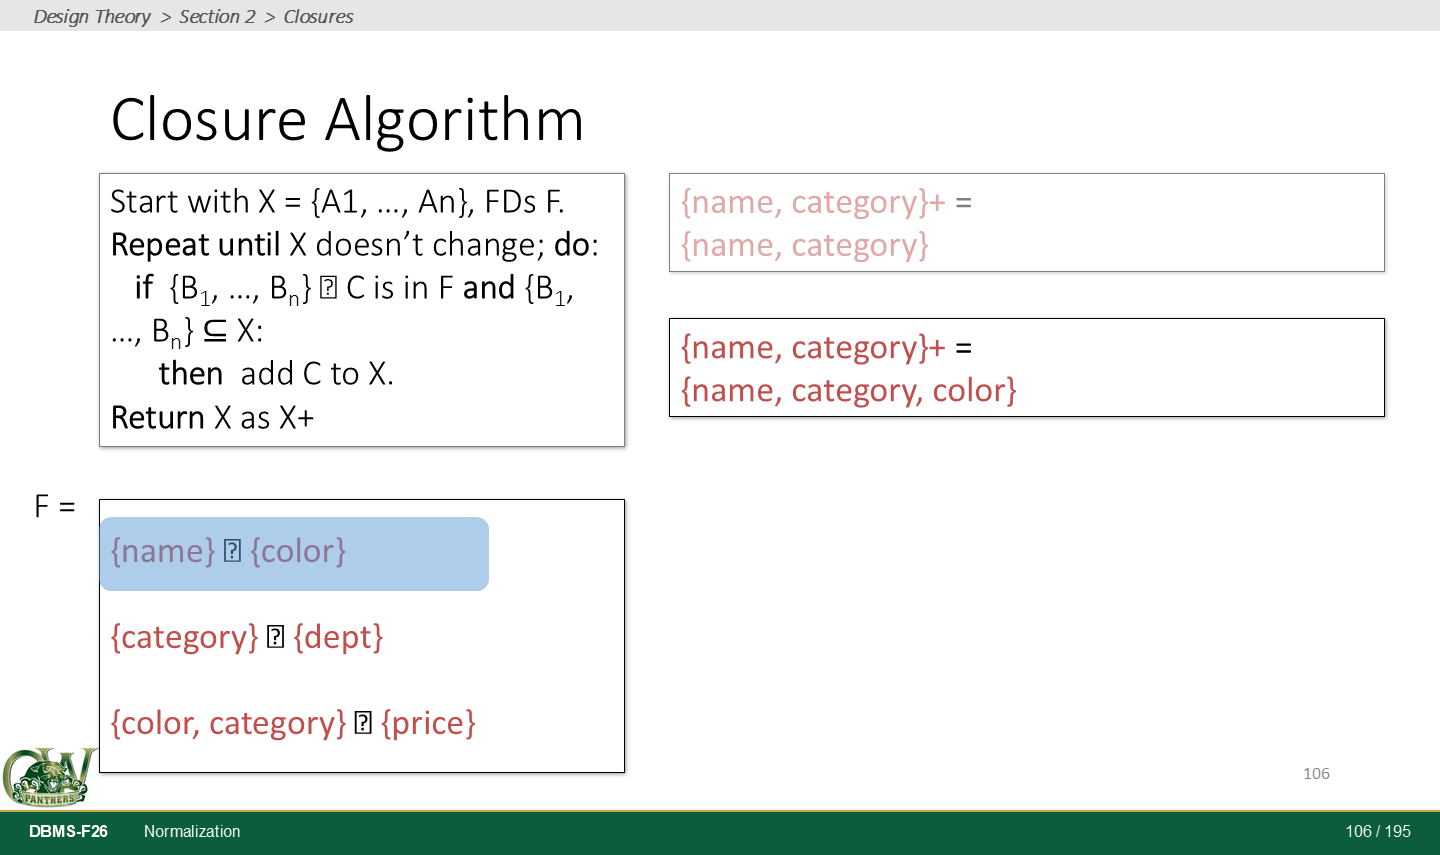 Design Theory > Section 2 > Closures
Closure Algorithm
Start with X = {A1, …, An}, FDs F.
Repeat until X doesn’t change; do:
if {B1, …, Bn} ⍰ C is in F and {B1,
…, Bn} ⊆ X:
then add C to X.
Return X as X+
{name, category}+ =
{name, category}
{name, category}+ =
{name, category, color}
F =
{name} ⍰ {color}
{category} ⍰ {dept}
{color, category} ⍰ {price}
PANTHERS
106
DBMS-F26 Normalization 106 / 195